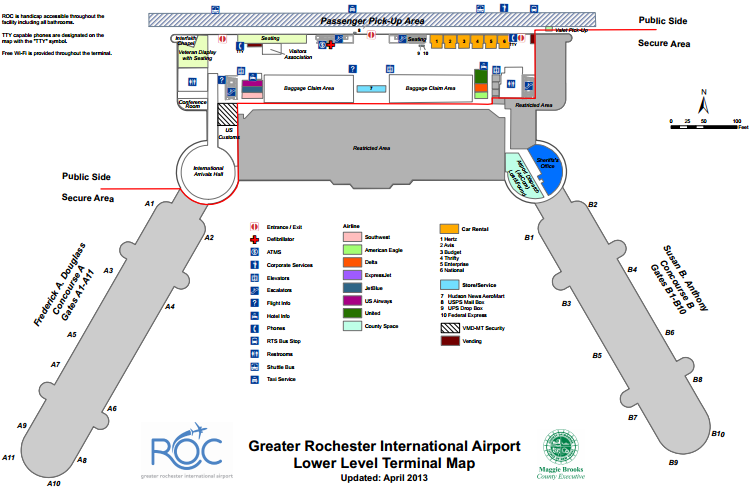 ROC is handicap accessible throughout the
facility including all bathrooms.
TTY capable phones are designated on the
map with the "TTY" symbol.
Free Wi-Fi is provided throughout the terminal.
Passenger Pick-Up Area
Public Side
Secure Area
Valet Pick-Up
Interfaith
Chapel
Veteran Display
with Seating
Seating
TTY
Visitors
Association
8
Seating
9 10
1 2 3 4 5 6
TTY
Conference
Room
Baggage Claim Area
7
Baggage Claim Area
Restricted Area
US
Customs
Restricted Area
International
Arrivals Hall
Sheriff's
Office
Public Side
Secure Area
A1
A2
A3
A4
A5
A7
A6
A9
A11
A8
A10
Frederick A. Douglass
Concourse A
Gates A1-A11
B2
B1
B4
B3
B6
B5
B8
B7
B10
B9
Susan B. Anthony
Concourse B
Gates B1-B10
N
0 25 50 100
Feet
Entrance / Exit
Defibrillator
ATMS
Corporate Services
Elevators
Escalators
Flight Info
Hotel Info
Phones
RTS Bus Stop
Restrooms
Shuttle Bus
Taxi Service
Airline
Southwest
American Eagle
Delta
ExpressJet
JetBlue
US Airways
United
County Space
Car Rental
1 Hertz
2 Avis
3 Budget
4 Thrifty
5 Enterprise
6 National
Store/Service
7 Hudson News AeroMart
8 USPS Mail Box
9 UPS Drop Box
10 Federal Express
VMD-MT Security
Vending
ROC
greater rochester international airport
Greater Rochester International Airport
Lower Level Terminal Map
Updated: April 2013
Maggie Brooks
County Executive